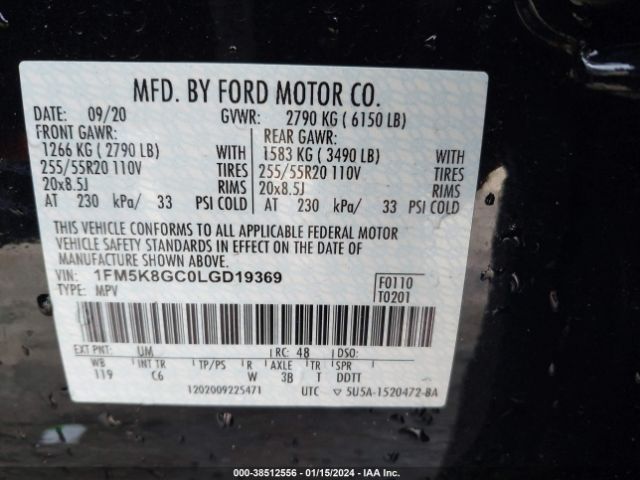 MFD. BY FORD MOTOR CO.
DATE: 09/20 GVWR: 2790 KG ( 6150 LB)
FRONT GAWR: REAR GAWR:
1266 KG ( 2790 LB) WITH 1583 KG ( 3490 LB) WITH
255/55R20 110V TIRES 255/55R20 110V TIRES
20x8.5J RIMS 20x8.5J RIMS
AT 230 kPa/ 33 PSI COLD AT 230 kPa/ 33 PSI COLD
THIS VEHICLE CONFORMS TO ALL APPLICABLE FEDERAL MOTOR
VEHICLE SAFETY STANDARDS IN EFFECT ON THE DATE OF
MANUFACTURE SHOWN ABOVE.
VIN: 1FM5K8GC0LGD19369 F0110
TYPE: MPV T0201
EXT PNT: UM RC: 48 DSO:
WB INT TR TP/PS R AXLE TR SPR
119 C6 W 3B T DDTT
1202009225471 UTC 5U5A-1520472-BA
© COPYRIGHT // 000-38512556 // 01/15/2024 // IAA Inc.